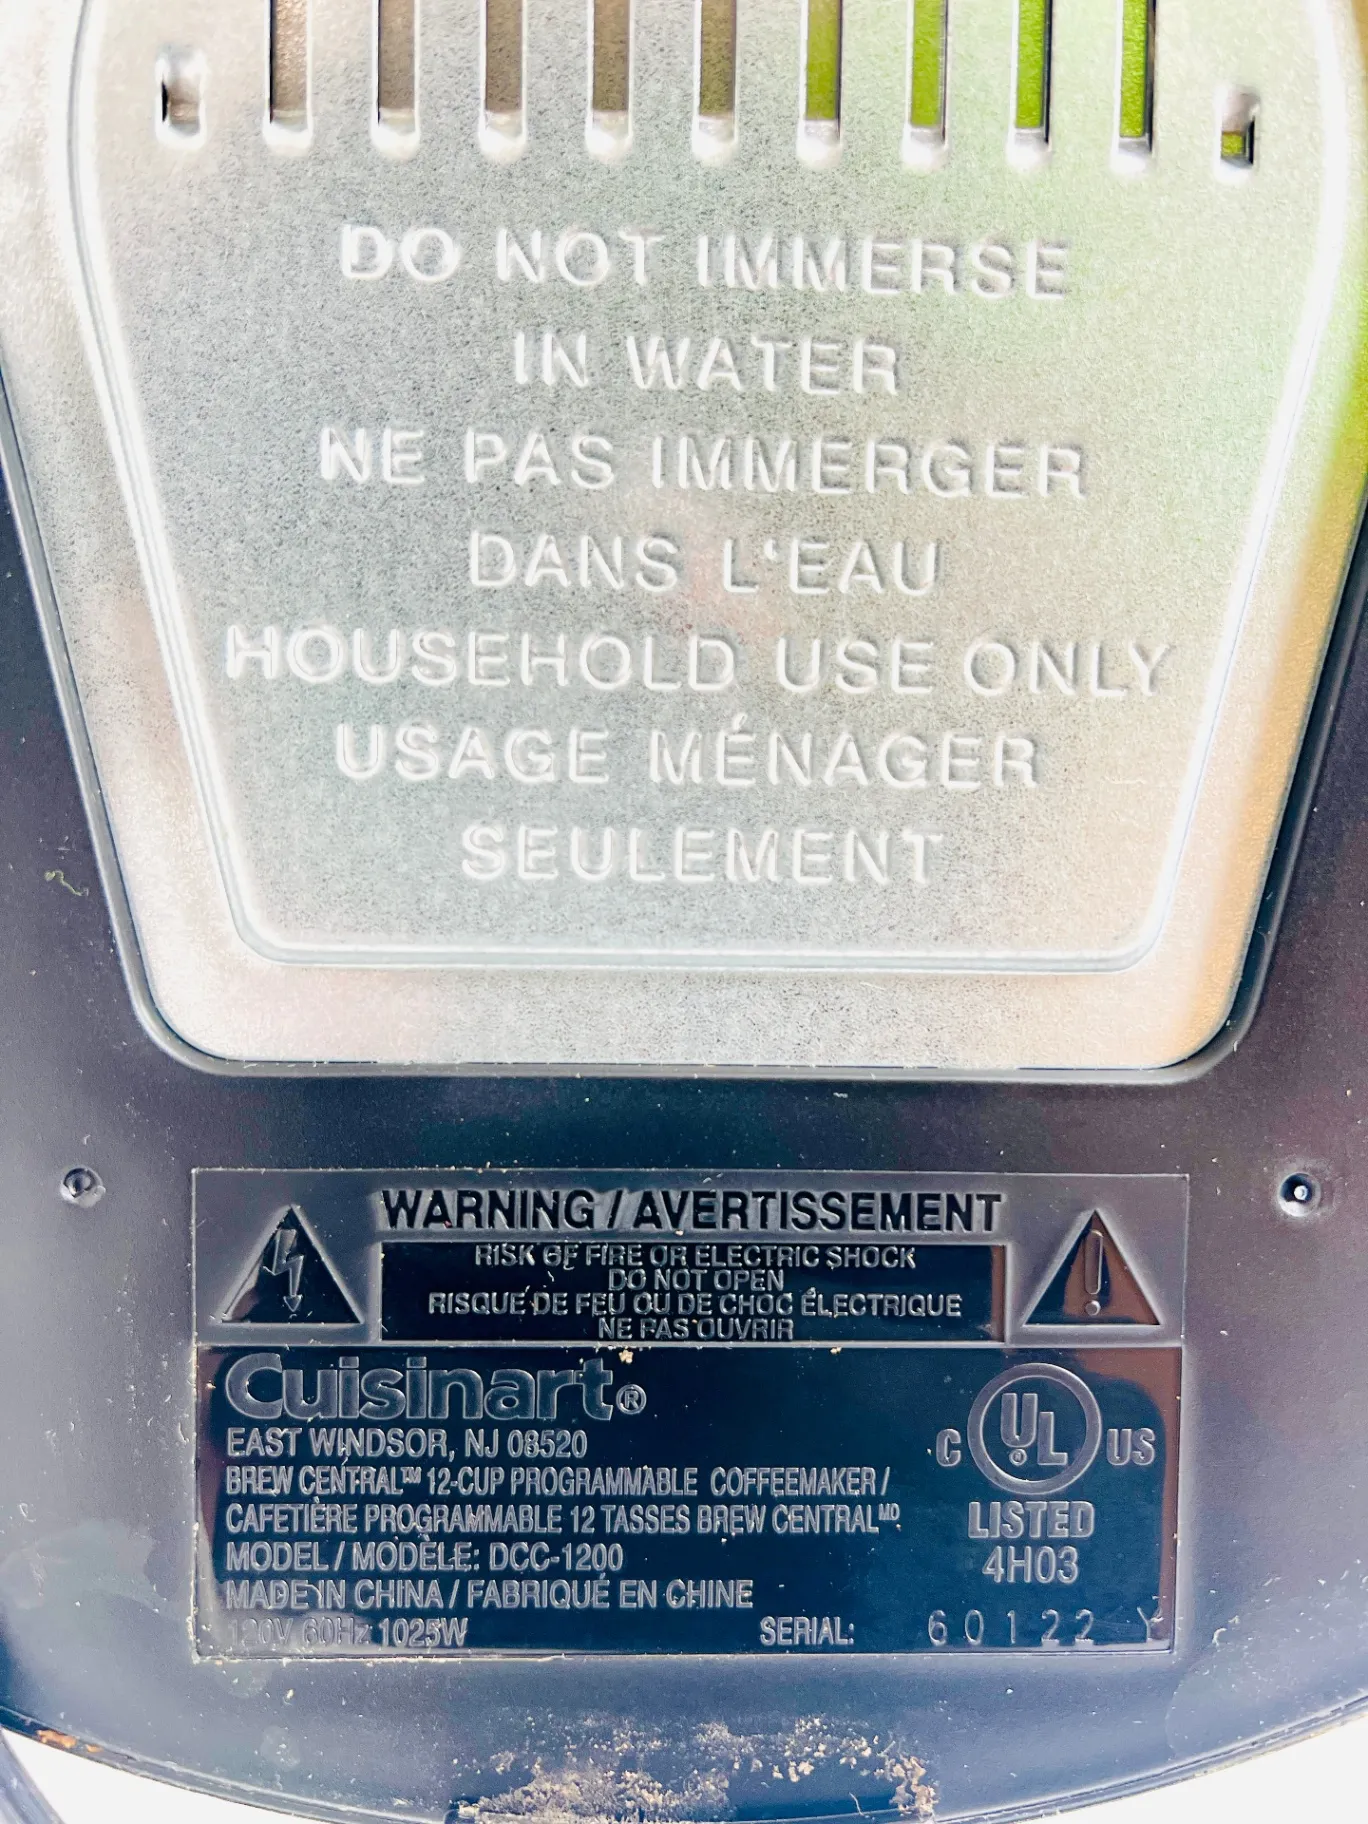 DO NOT IMMERSE
IN WATER
NE PAS IMMERGER
DANS L'EAU
HOUSEHOLD USE ONLY
USAGE MÉNAGER
SEULEMENT
WARNING / AVERTISSEMENT
RISK OF FIRE OR ELECTRIC SHOCK
DO NOT OPEN
RISQUE DE FEU OU DE CHOC ÉLECTRIQUE
NE PAS OUVRIR
Cuisinart®
EAST WINDSOR, NJ 08520
BREW CENTRAL™ 12-CUP PROGRAMMABLE COFFEEMAKER /
CAFETIÈRE PROGRAMMABLE 12 TASSES BREW CENTRAL MD
MODEL / MODÈLE: DCC-1200
MADE IN CHINA / FABRIQUÉ EN CHINE
120V 60Hz 1025W
SERIAL: 60122 Y
C UL US
LISTED
4H03